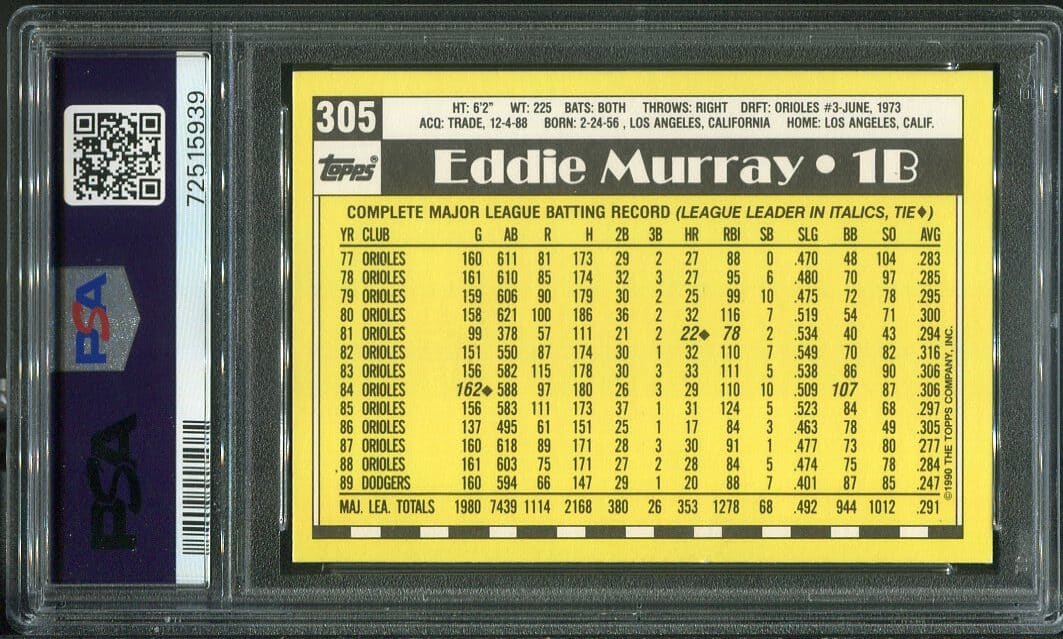 72515939
PSA
PSA
305
HT: 6'2" WT: 225 BATS: BOTH THROWS: RIGHT DRFT: ORIOLES #3-JUNE, 1973
ACQ: TRADE, 12-4-88 BORN: 2-24-56 , LOS ANGELES, CALIFORNIA HOME: LOS ANGELES, CALIF.
topps®
Eddie Murray • 1B
COMPLETE MAJOR LEAGUE BATTING RECORD (LEAGUE LEADER IN ITALICS, TIE♦)
YR CLUB G AB R H 2B 3B HR RBI SB SLG BB SO AVG
77 ORIOLES 160 611 81 173 29 2 27 88 0 .470 48 104 .283
78 ORIOLES 161 610 85 174 32 3 27 95 6 .480 70 97 .285
79 ORIOLES 159 606 90 179 30 2 25 99 10 .475 72 78 .295
80 ORIOLES 158 621 100 186 36 2 32 116 7 .519 54 71 .300
81 ORIOLES 99 378 57 111 21 2 22♦ 78 2 .534 40 43 .294
82 ORIOLES 151 550 87 174 30 1 32 110 7 .549 70 82 .316
83 ORIOLES 156 582 115 178 30 3 33 111 5 .538 86 90 .306
84 ORIOLES 162♦ 588 97 180 26 3 29 110 10 .509 107 87 .306
85 ORIOLES 156 583 111 173 37 1 31 124 5 .523 84 68 .297
86 ORIOLES 137 495 61 151 25 1 17 84 3 .463 78 49 .305
87 ORIOLES 160 618 89 171 28 3 30 91 1 .477 73 80 .277
88 ORIOLES 161 603 75 171 27 2 28 84 5 .474 75 78 .284
89 DODGERS 160 594 66 147 29 1 20 88 7 .401 87 85 .247
MAJ. LEA. TOTALS 1980 7439 1114 2168 380 26 353 1278 68 .492 944 1012 .291
©1990 THE TOPPS COMPANY, INC.